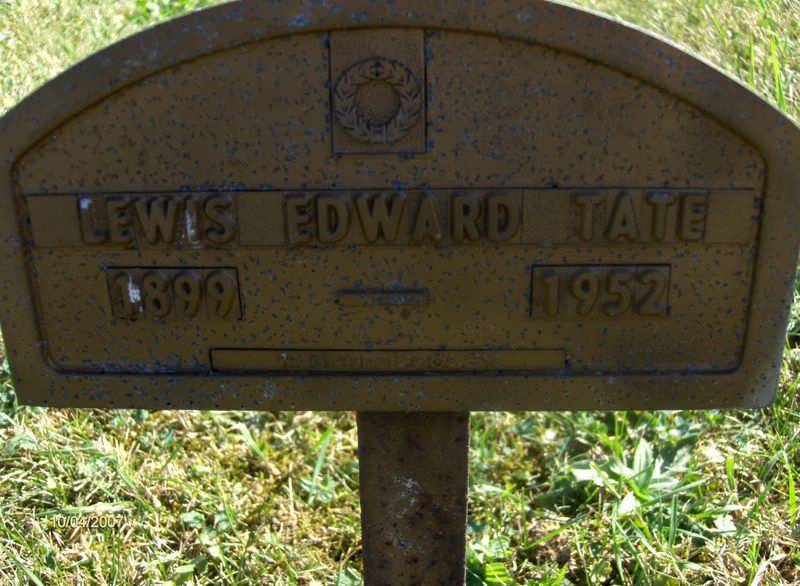 LEWIS EDWARD TATE
1899 – 1952
10/04/2007